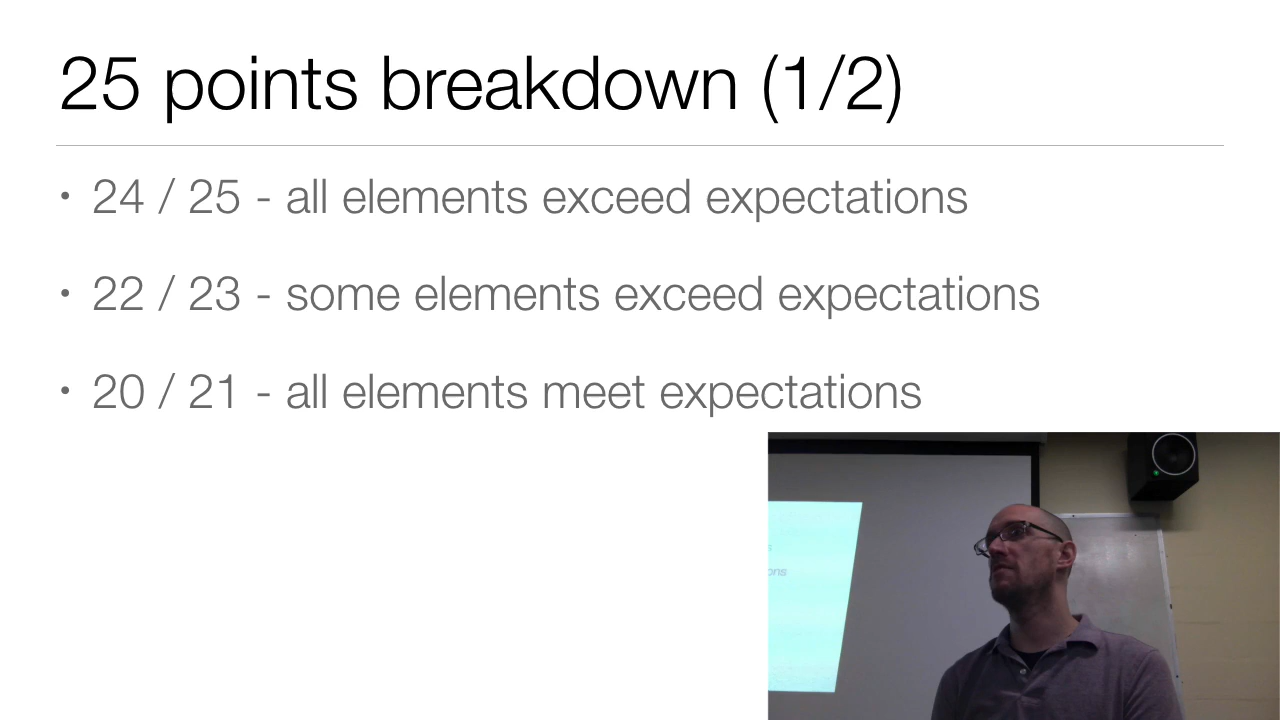 25 points breakdown (1/2)
• 24 / 25 - all elements exceed expectations
• 22 / 23 - some elements exceed expectations
• 20 / 21 - all elements meet expectations